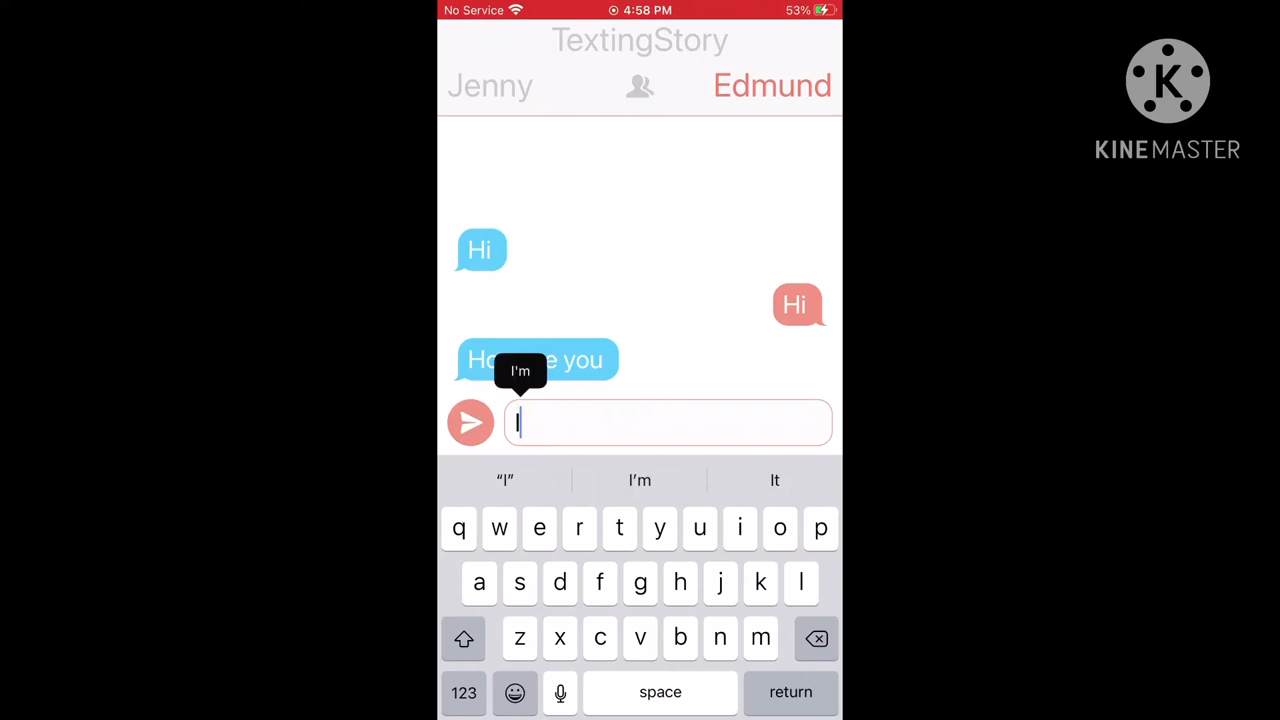 No Service 4:58 PM 53%
TextingStory
Jenny Edmund
Hi
Hi
you
I'm
I
“I” I'm It
q w e r t y u i o p
a s d f g h j k l
z x c v b n m
123 space return
K
KINEMASTER